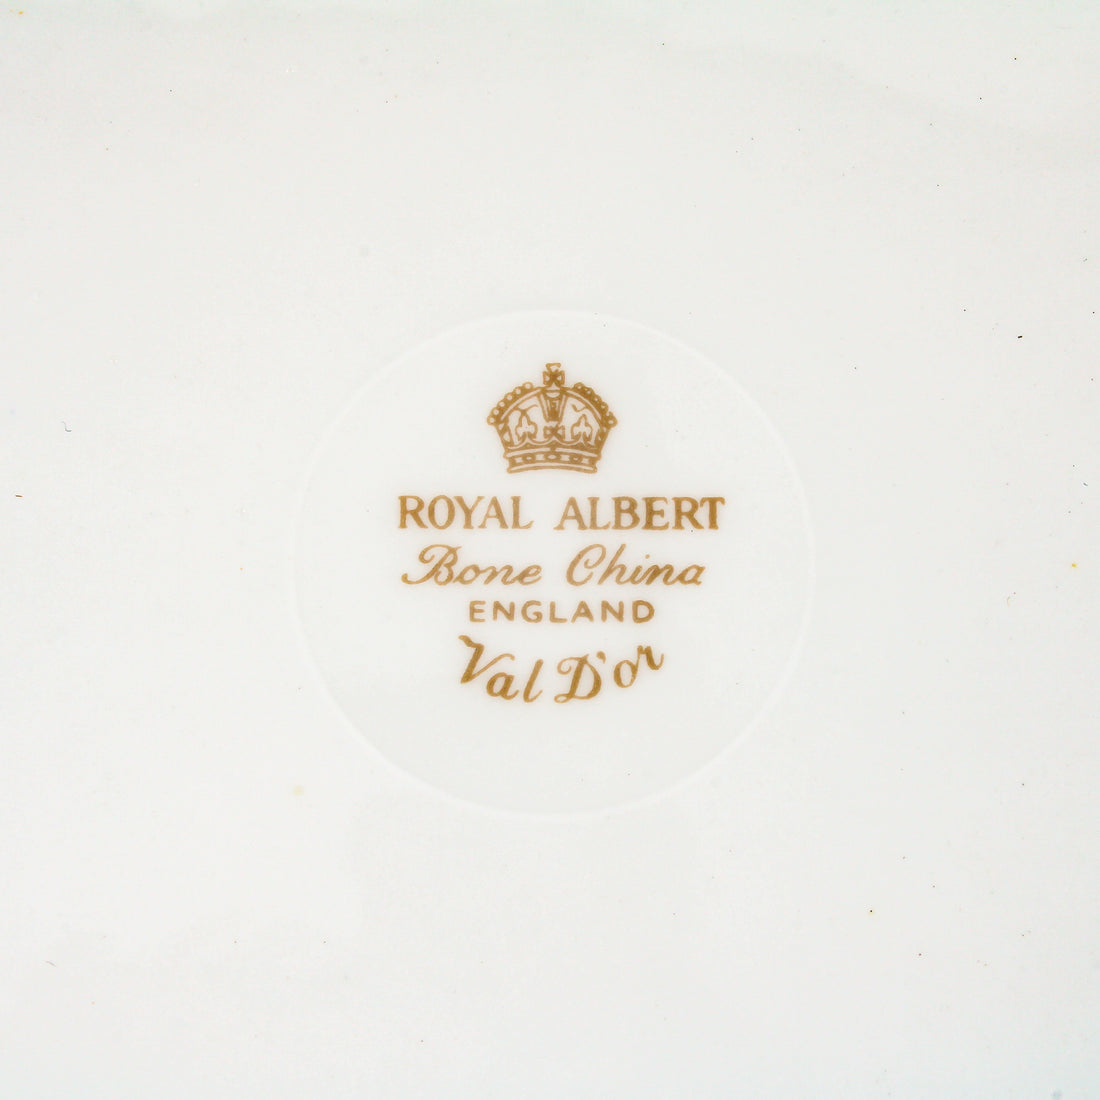 ROYAL ALBERT
Bone China
ENGLAND
Val D'or